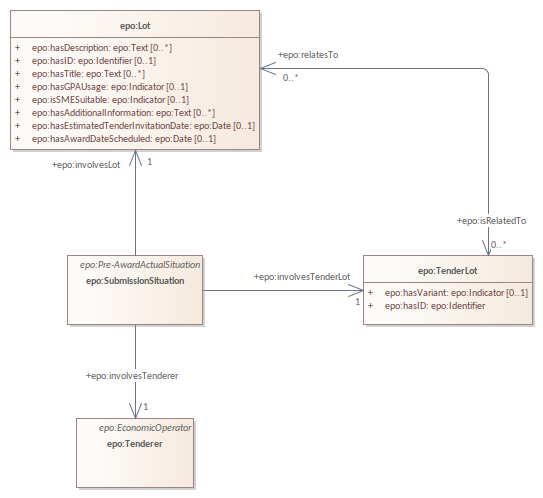 epo:Lot
+ epo:hasDescription: epo:Text [0..*]
+ epo:hasID: epo:Identifier [0..1]
+ epo:hasTitle: epo:Text [0..*]
+ epo:hasGPAUsage: epo:Indicator [0..1]
+ epo:isSMESuitable: epo:Indicator [0..1]
+ epo:hasAdditionalInformation: epo:Text [0..*]
+ epo:hasEstimatedTenderInvitationDate: epo:Date [0..1]
+ epo:hasAwardDateScheduled: epo:Date [0..1]
+epo:relatesTo
0..*
+epo:involvesLot
1
+epo:isRelatedTo
0..*
epo:Pre-AwardActualSituation
epo:SubmissionSituation
+epo:involvesTenderLot
1
epo:TenderLot
+ epo:hasVariant: epo:Indicator [0..1]
+ epo:hasID: epo:Identifier
+epo:involvesTenderer
1
epo:EconomicOperator
epo:Tenderer